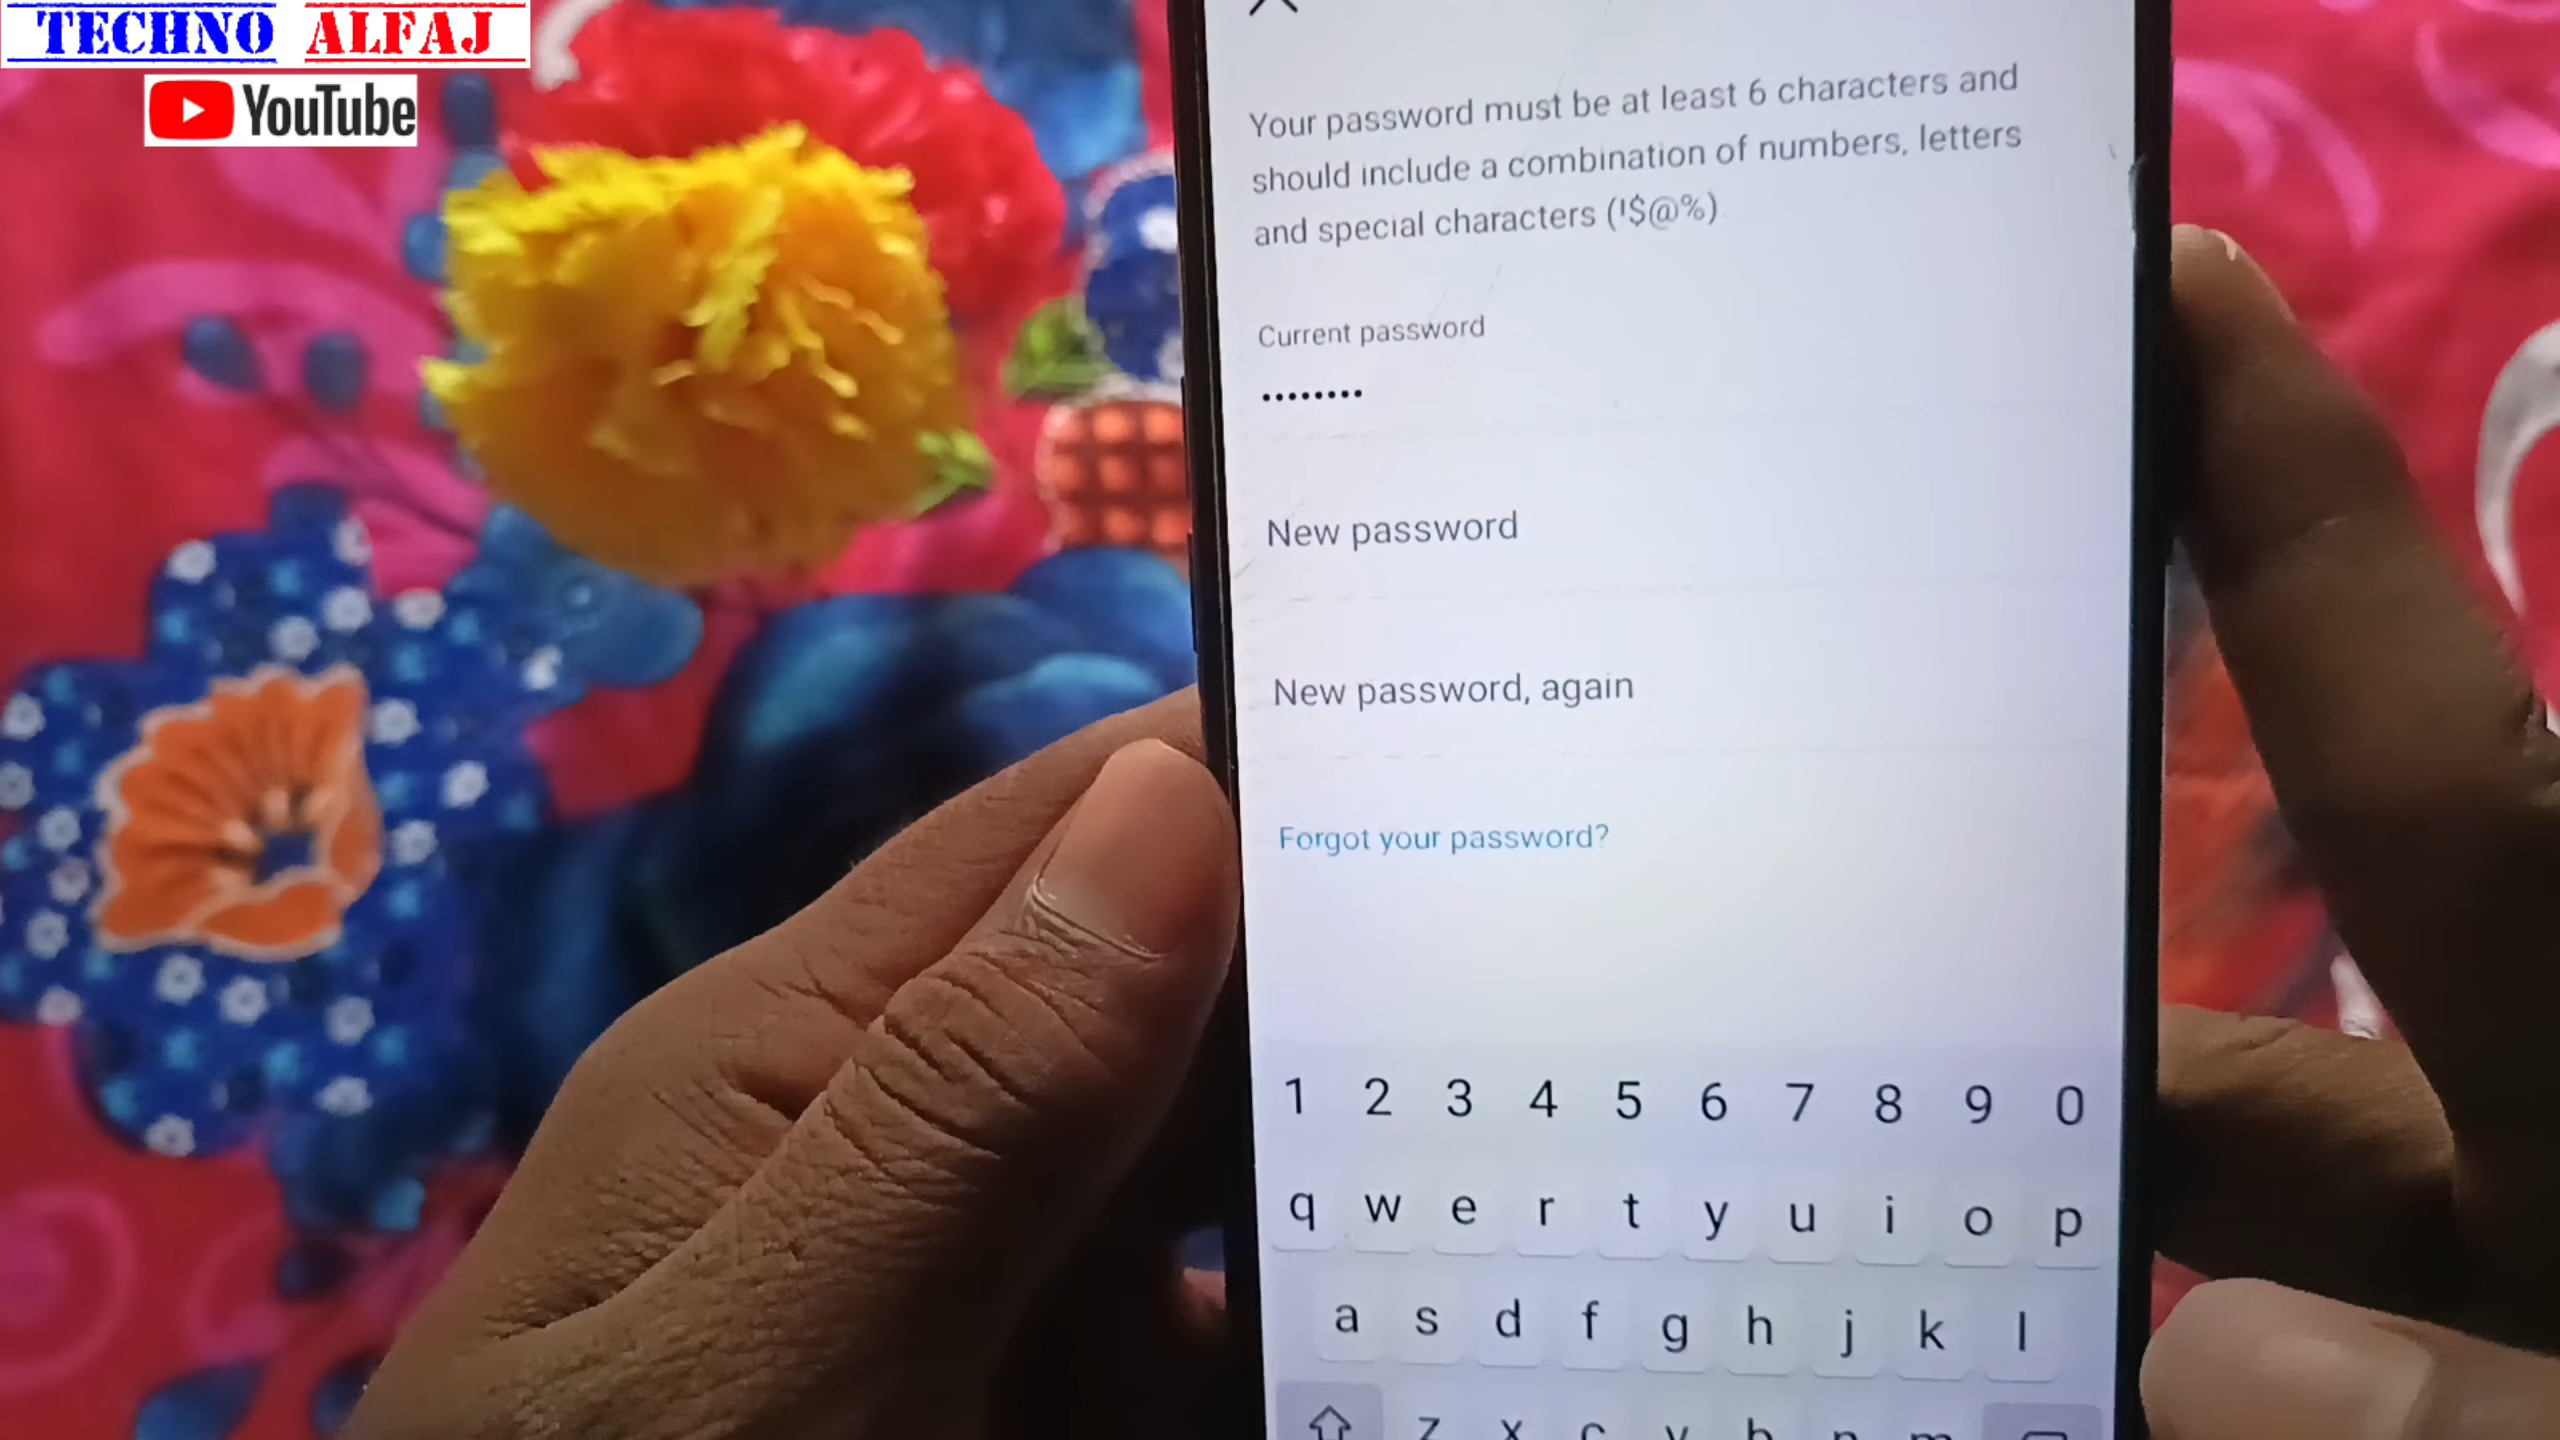 TECHNO ALFAJ
YouTube
Your password must be at least 6 characters and
should include a combination of numbers, letters
and special characters (!$@%)
Current password
••••••••
New password
New password, again
Forgot your password?
1 2 3 4 5 6 7 8 9 0
q w e r t y u i o p
a s d f g h j k l
z x c v b n m